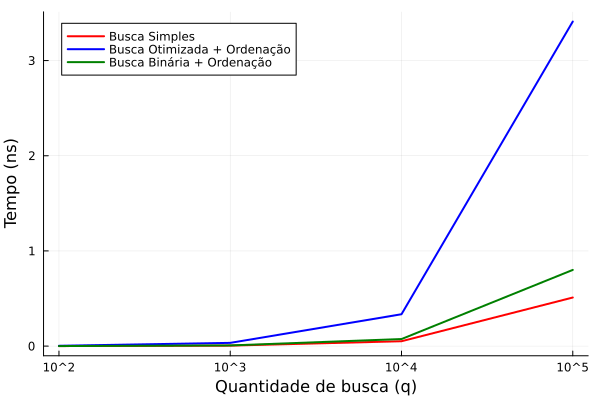 Busca Simples
Busca Otimizada + Ordenação
Busca Binária + Ordenação
3
2
1
0
Tempo (ns)
10^2
10^3
10^4
10^5
Quantidade de busca (q)